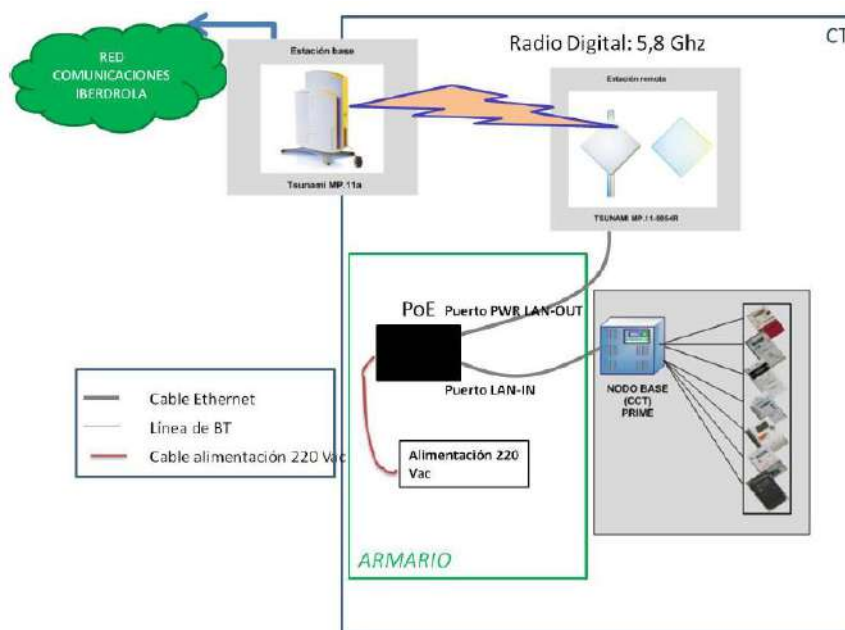 RED
COMUNICACIONES
IBERDROLA
Estación base
Tsunami MP.11a
Radio Digital: 5,8 Ghz
CT
Estación remota
PoE
Puerto PWR LAN-OUT
Puerto LAN-IN
Alimentación 220
Vac
ARMARIO
NODO BASE
(CCT)
PRIME
Cable Ethernet
Línea de BT
Cable alimentación 220 Vac